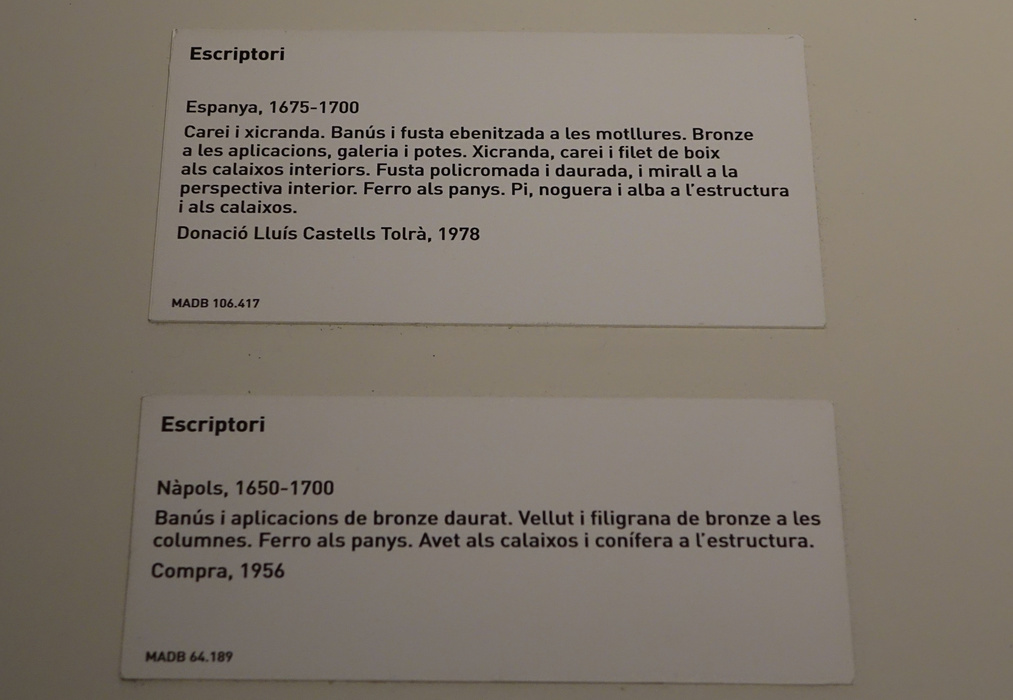 Escriptori
Espanya, 1675-1700
Carei i xicranda. Banús i fusta ebenitzada a les motllures. Bronze
a les aplicacions, galeria i potes. Xicranda, carei i filet de boix
als calaixos interiors. Fusta policromada i daurada, i mirall a la
perspectiva interior. Ferro als panys. Pi, noguera i alba a l'estructura
i als calaixos.
Donació Lluís Castells Tolrà, 1978
MADB 106.417
Escriptori
Nàpols, 1650-1700
Banús i aplicacions de bronze daurat. Vellut i filigrana de bronze a les
columnes. Ferro als panys. Avet als calaixos i conífera a l'estructura.
Compra, 1956
MADB 64.189